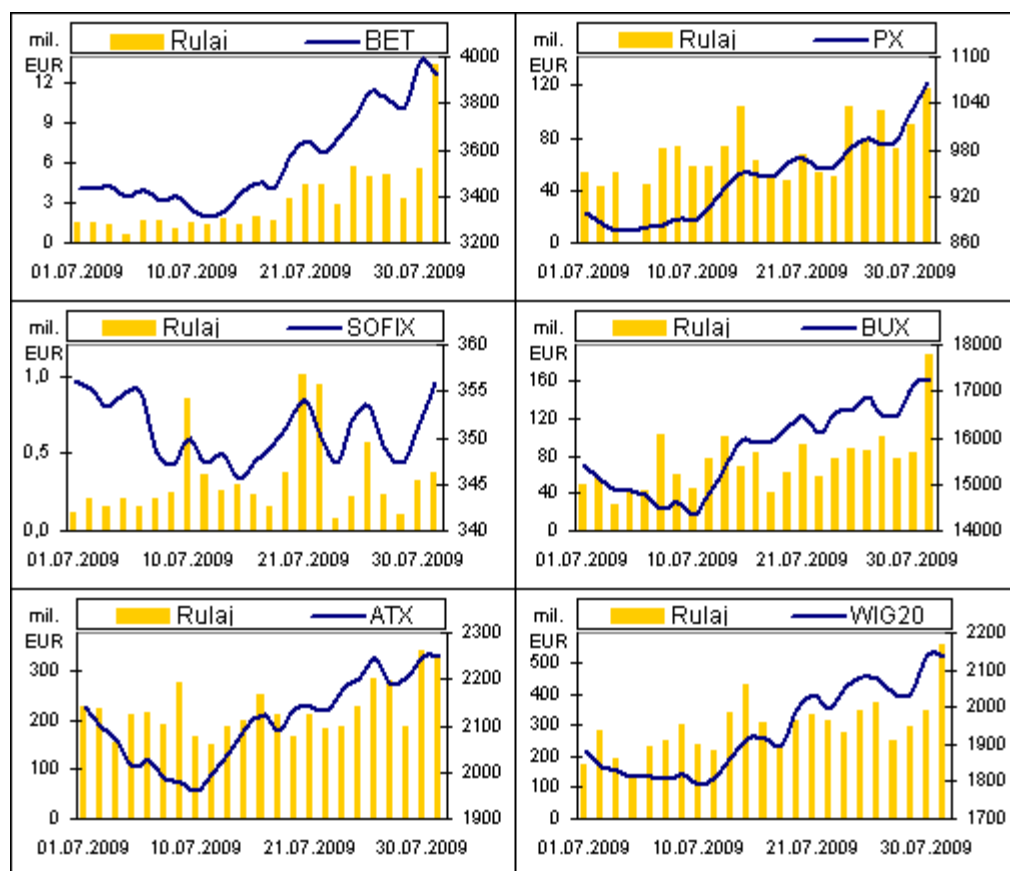 mil. EUR Rulaj BET
4000
12 3800
9 3600
6
3 3400
0 3200
01.07.2009 10.07.2009 21.07.2009 30.07.2009
mil. EUR Rulaj PX
1100
120 1040
80 980
40 920
0 860
01.07.2009 10.07.2009 21.07.2009 30.07.2009
mil. EUR Rulaj SOFIX
360
1,0 355
350
0,5 345
0,0 340
01.07.2009 10.07.2009 21.07.2009 30.07.2009
mil. EUR Rulaj BUX
18000
160 17000
120 16000
80 15000
40
0 14000
01.07.2009 10.07.2009 21.07.2009 30.07.2009
mil. EUR Rulaj ATX
2300
300 2200
200 2100
100 2000
0 1900
01.07.2009 10.07.2009 21.07.2009 30.07.2009
mil. EUR Rulaj WIG20
2200
500 2100
400 2000
300 1900
200 1800
100
0 1700
01.07.2009 10.07.2009 21.07.2009 30.07.2009